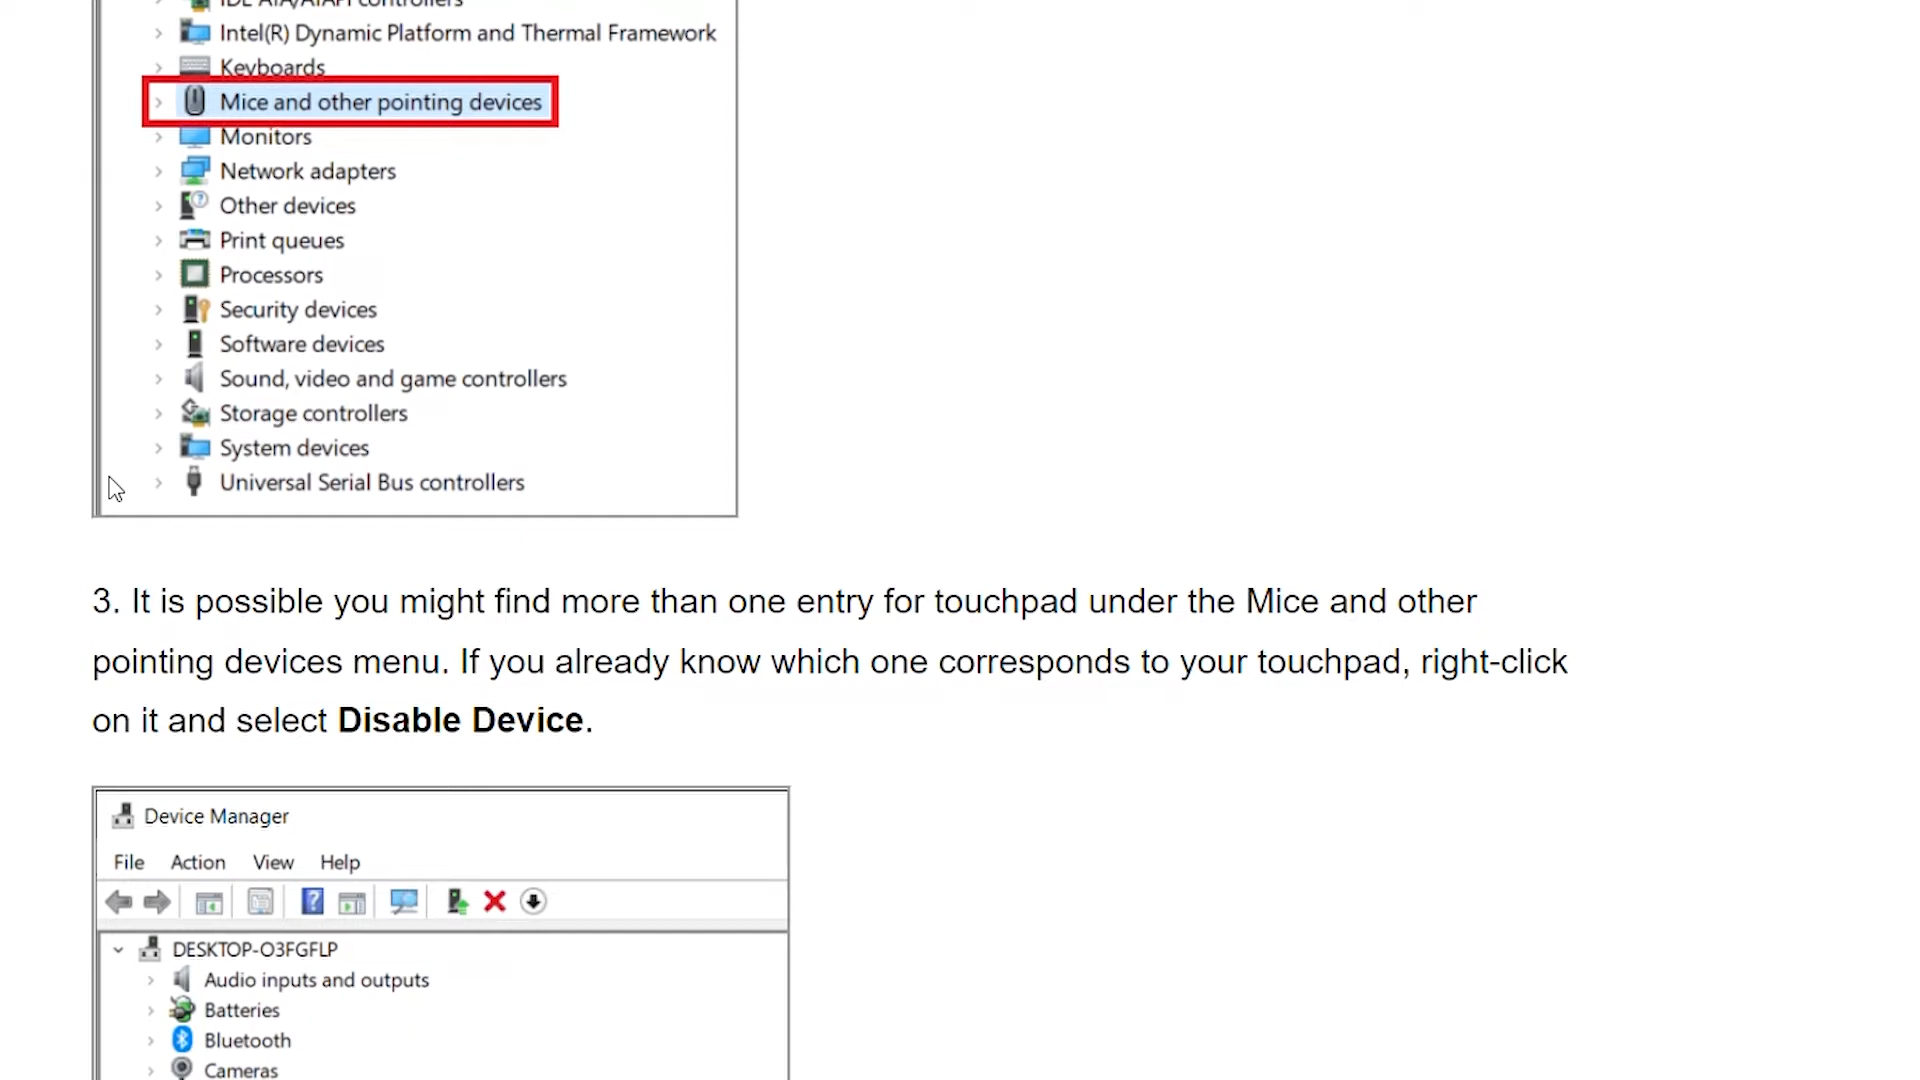 IDE ATA/ATAPI controllers
Intel(R) Dynamic Platform and Thermal Framework
Keyboards
Mice and other pointing devices
Monitors
Network adapters
Other devices
Print queues
Processors
Security devices
Software devices
Sound, video and game controllers
Storage controllers
System devices
Universal Serial Bus controllers
3. It is possible you might find more than one entry for touchpad under the Mice and other
pointing devices menu. If you already know which one corresponds to your touchpad, right-click
on it and select Disable Device.
Device Manager
File Action View Help
DESKTOP-O3FGFLP
Audio inputs and outputs
Batteries
Bluetooth
Cameras